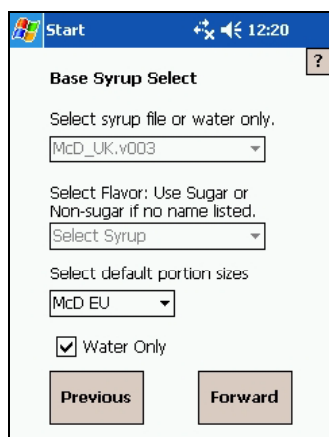 Start 12:20
?
Base Syrup Select
Select syrup file or water only.
McD_UK.v003
Select Flavor: Use Sugar or
Non-sugar if no name listed.
Select Syrup
Select default portion sizes
McD EU
Water Only
Previous Forward